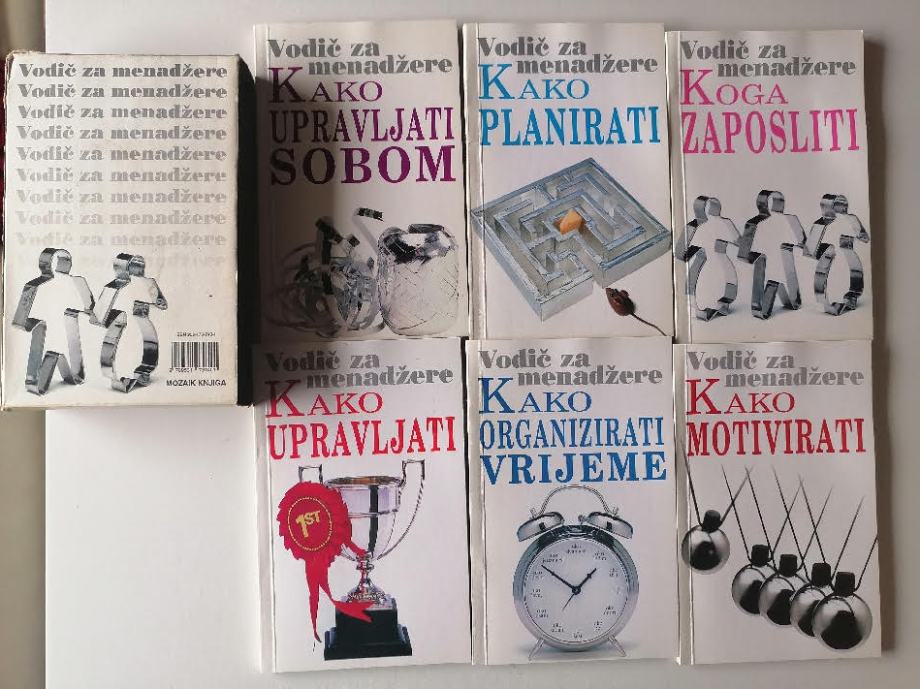 Vodič za menadžere
Vodič za menadžere
Vodič za menadžere
Vodič za menadžere
Vodič za menadžere
Vodič za menadžere
Vodič za menadžere
Vodič za menadžere
Vodič za menadžere
MOZAIK KNJIGA
Vodič za
menadžere
KAKO
UPRAVLJATI
SOBOM
Vodič za
menadžere
KAKO
PLANIRATI
Vodič za
menadžere
KOGA
ZAPOSLITI
Vodič za
menadžere
KAKO
UPRAVLJATI
1ST
Vodič za
menadžere
KAKO
ORGANIZIRATI
VRIJEME
Vodič za
menadžere
KAKO
MOTIVIRATI